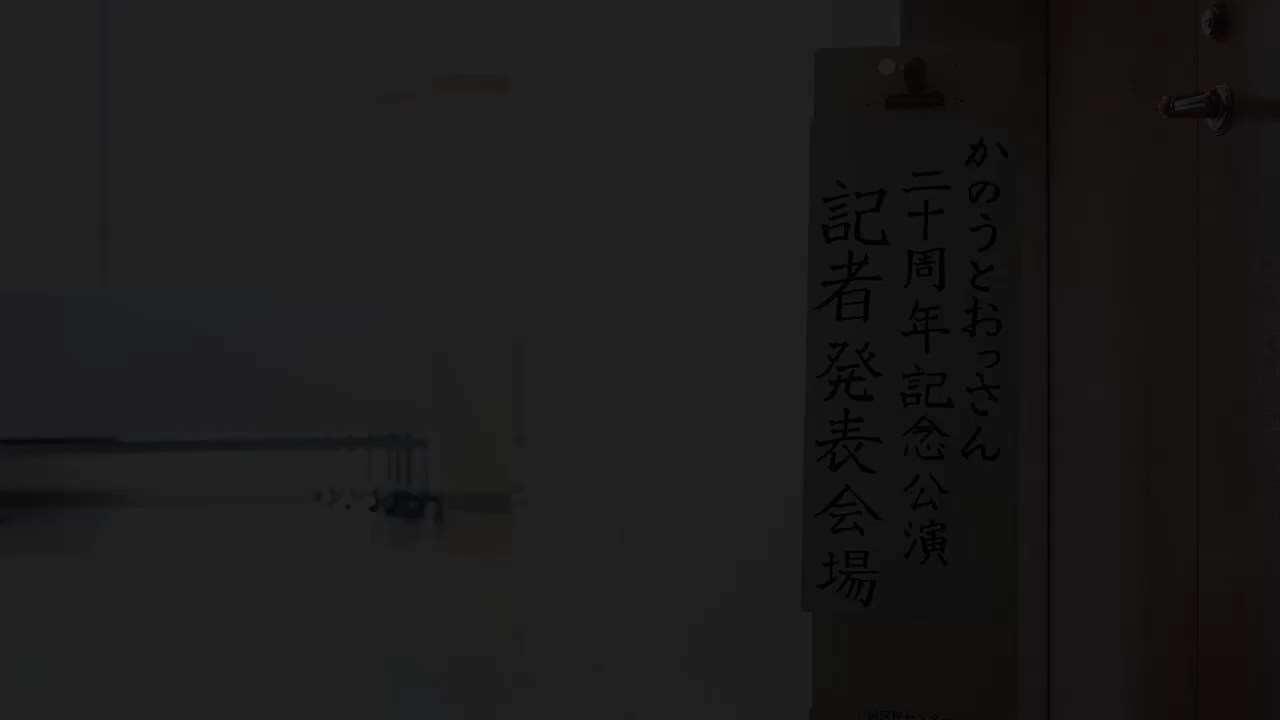 かのうとおっさん
二十周年記念公演
記者発表会場